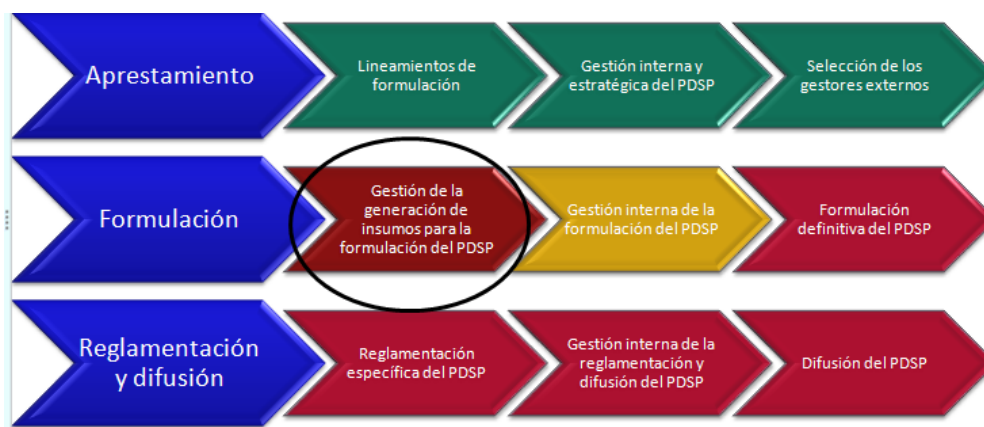 Aprestamiento
Lineamientos de
formulación
Gestión interna y
estratégica del PDSP
Selección de los
gestores externos
Formulación
Gestión de la
generación de
insumos para la
formulación del PDSP
Gestión interna de la
formulación del PDSP
Formulación
definitiva del PDSP
Reglamentación
y difusión
Reglamentación
específica del PDSP
Gestión interna de la
reglamentación y
difusión del PDSP
Difusión del PDSP